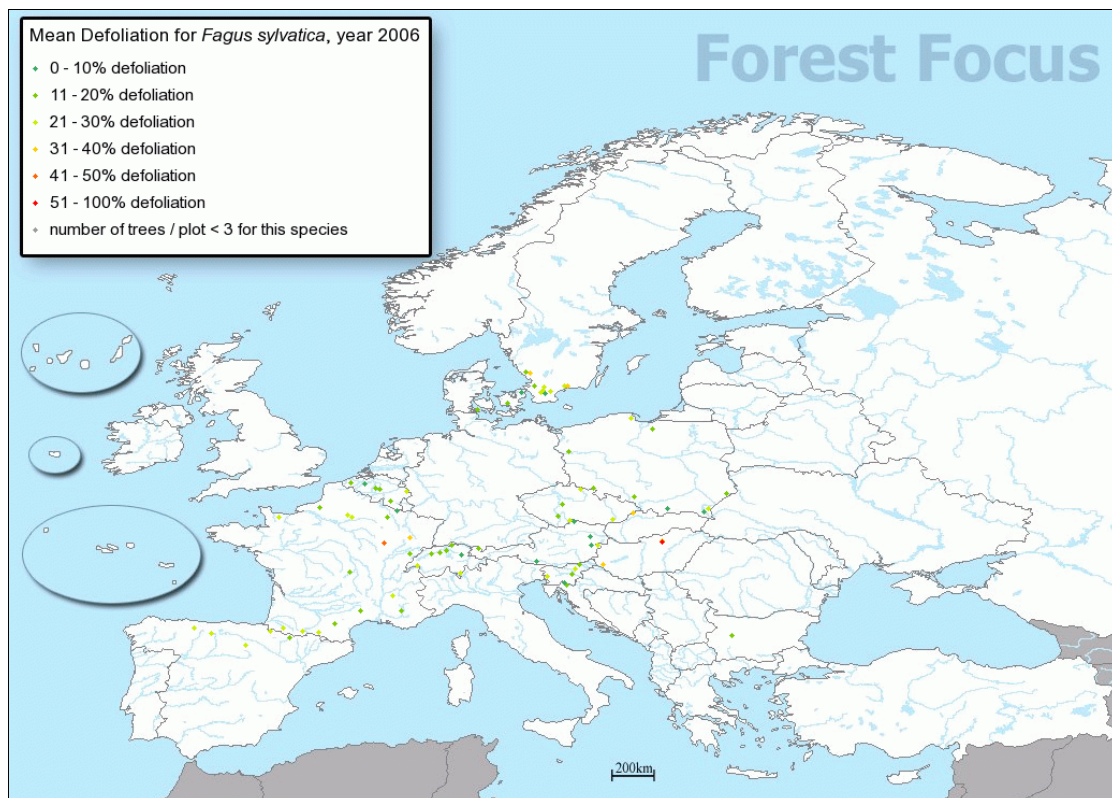 Mean Defoliation for Fagus sylvatica, year 2006
0 - 10% defoliation
11 - 20% defoliation
21 - 30% defoliation
31 - 40% defoliation
41 - 50% defoliation
51 - 100% defoliation
number of trees / plot < 3 for this species
Forest Focus
200km